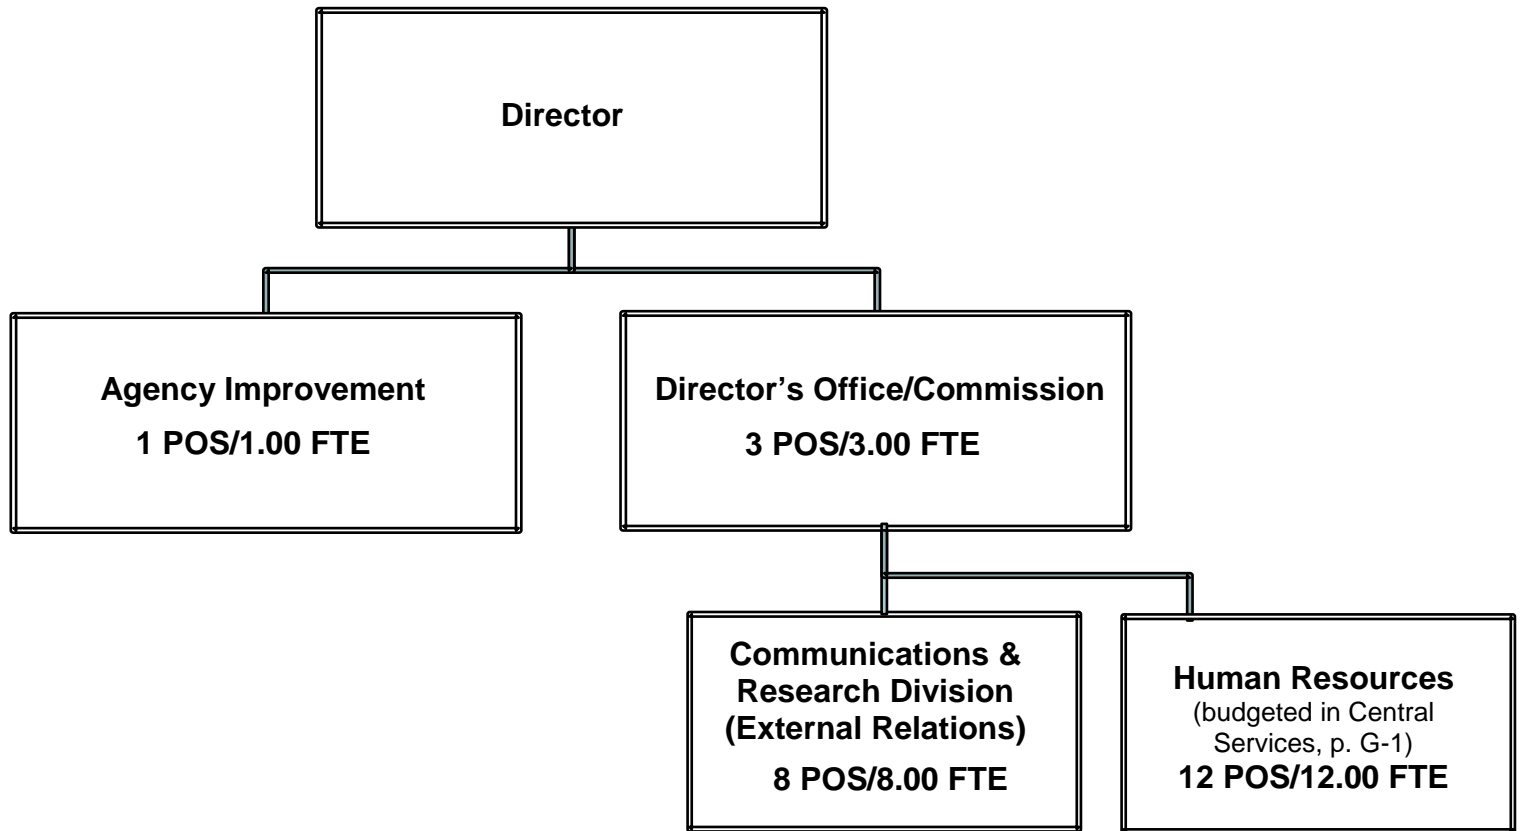 Director
Agency Improvement
1 POS/1.00 FTE
Director’s Office/Commission
3 POS/3.00 FTE
Communications &
Research Division
(External Relations)
8 POS/8.00 FTE
Human Resources
(budgeted in Central
Services, p. G-1)
12 POS/12.00 FTE